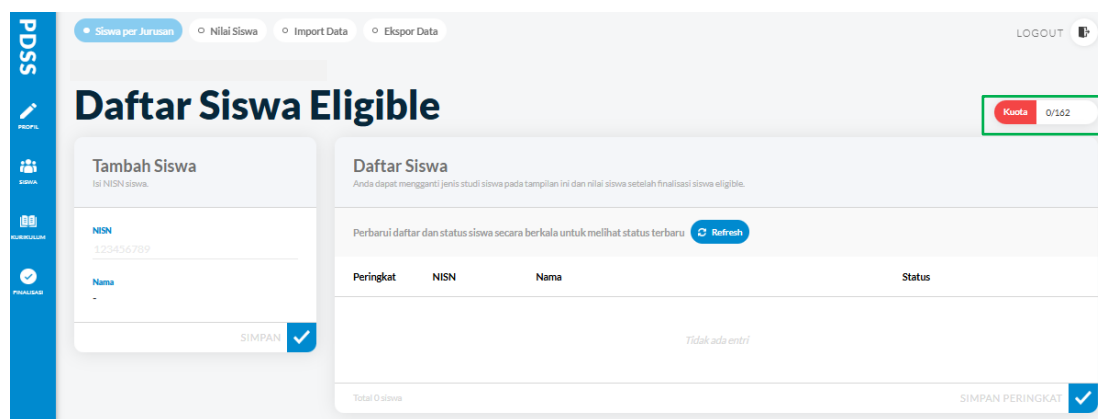 PDSS
Siswa per Jurusan
Nilai Siswa
Import Data
Ekspor Data
LOGOUT
PROFIL
SISWA
KURIKULUM
FINALISASI
Daftar Siswa Eligible
Kuota 0/162
Tambah Siswa
Isi NISN siswa.
NISN
123456789
Nama
-
SIMPAN
Daftar Siswa
Anda dapat mengganti jenis studi siswa pada tampilan ini dan nilai siswa setelah finalisasi siswa eligible.
Perbarui daftar dan status siswa secara berkala untuk melihat status terbaru
Refresh
Peringkat NISN Nama Status
Tidak ada entri
Total 0 siswa
SIMPAN PERINGKAT